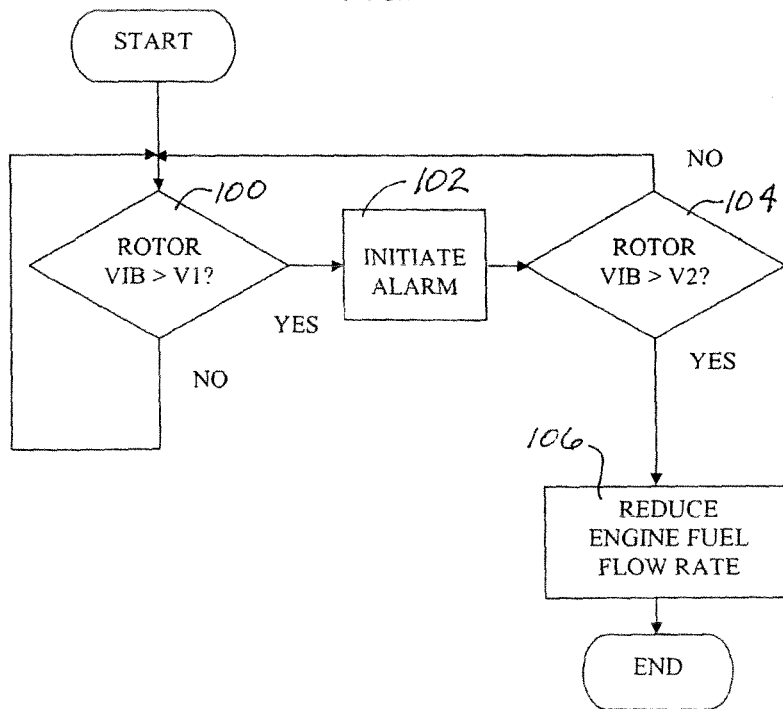 START
NO
100
102
104
ROTOR
VIB > V1?
INITIATE
ALARM
ROTOR
VIB > V2?
YES
YES
NO
106
REDUCE
ENGINE FUEL
FLOW RATE
END